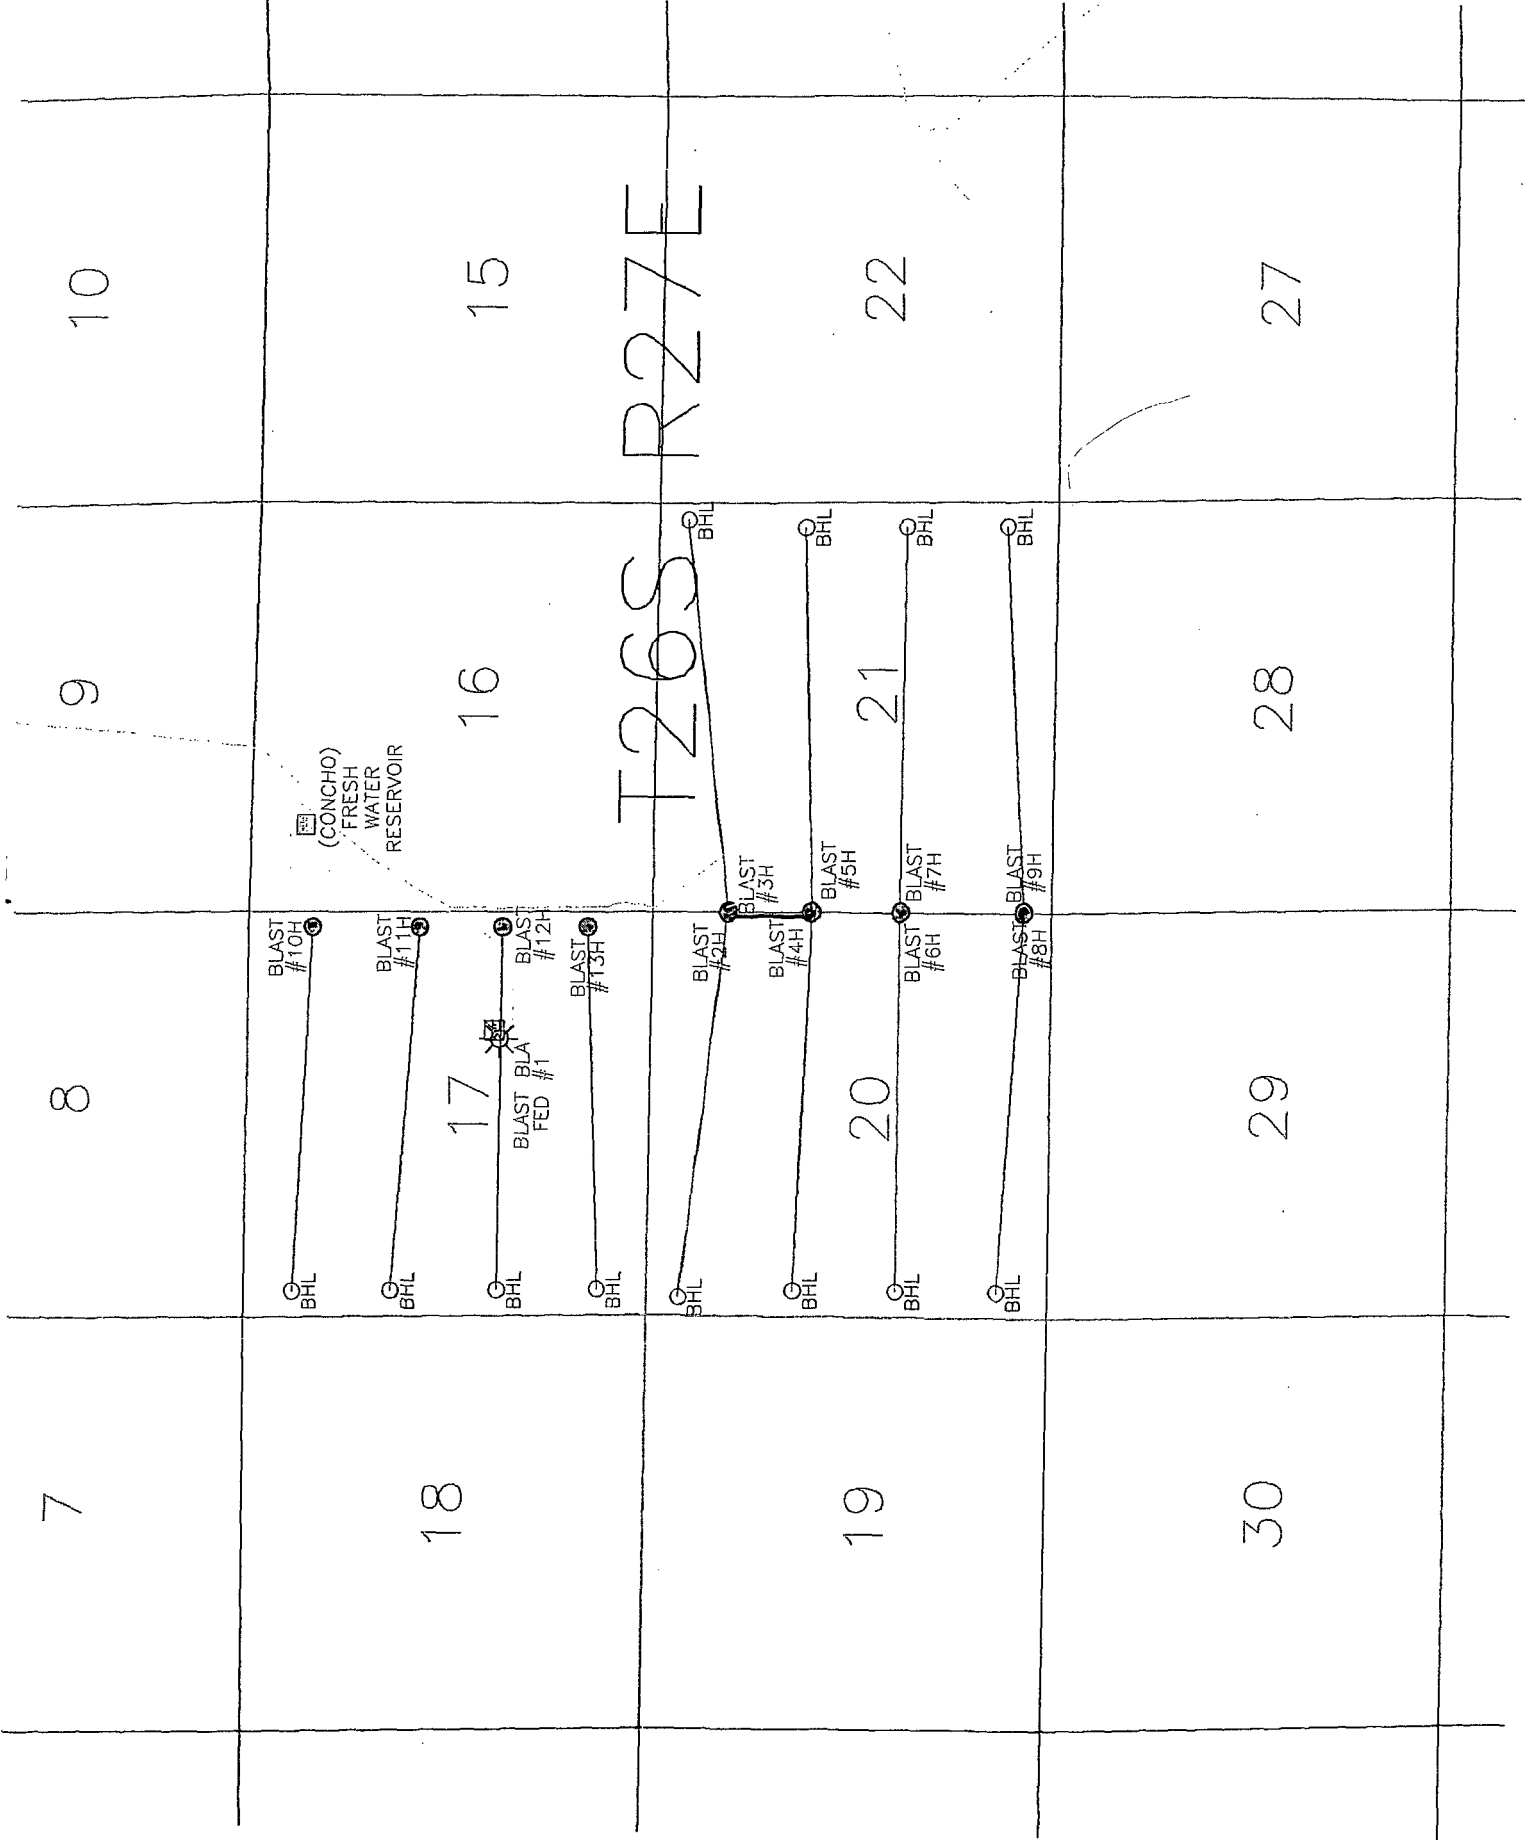 7
8
9
10
(CONCHO)
FRESH
WATER
RESERVOIR
BLAST
#10H
BHL
BLAST
#11H
BHL
18
17
16
15
BLAST BLA
FED #1
BLAST
#12H
BHL
BLAST
#13H
BHL
T26S R27E
BLAST
#2H
BHL
BLAST
#3H
BHL
BLAST
#4H
BHL
BLAST
#5H
BHL
19
20
21
22
BLAST
#6H
BHL
BLAST
#7H
BHL
BLAST
#8H
BHL
BLAST
#9H
BHL
30
29
28
27